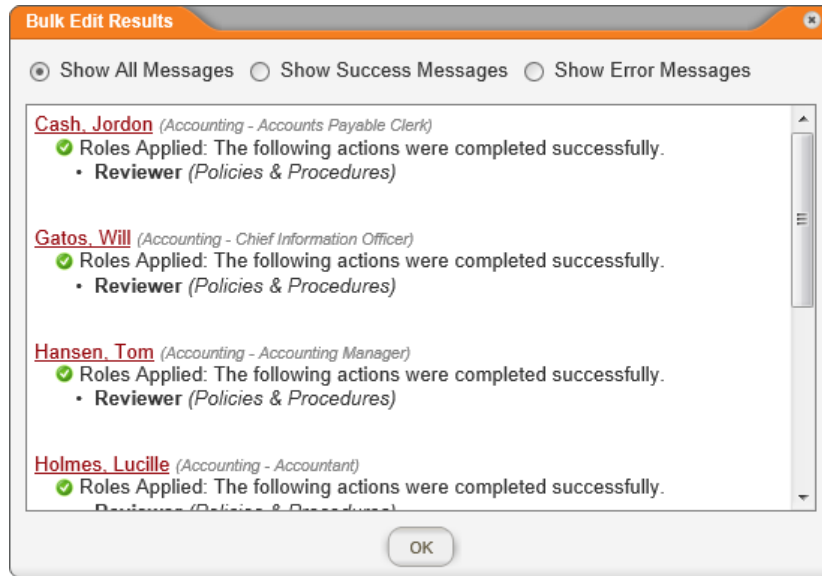 Bulk Edit Results
Show All Messages Show Success Messages Show Error Messages
Cash, Jordon (Accounting - Accounts Payable Clerk)
Roles Applied: The following actions were completed successfully.
• Reviewer (Policies & Procedures)
Gatos, Will (Accounting - Chief Information Officer)
Roles Applied: The following actions were completed successfully.
• Reviewer (Policies & Procedures)
Hansen, Tom (Accounting - Accounting Manager)
Roles Applied: The following actions were completed successfully.
• Reviewer (Policies & Procedures)
Holmes, Lucille (Accounting - Accountant)
Roles Applied: The following actions were completed successfully.
• Reviewer (Policies & Procedures)
OK